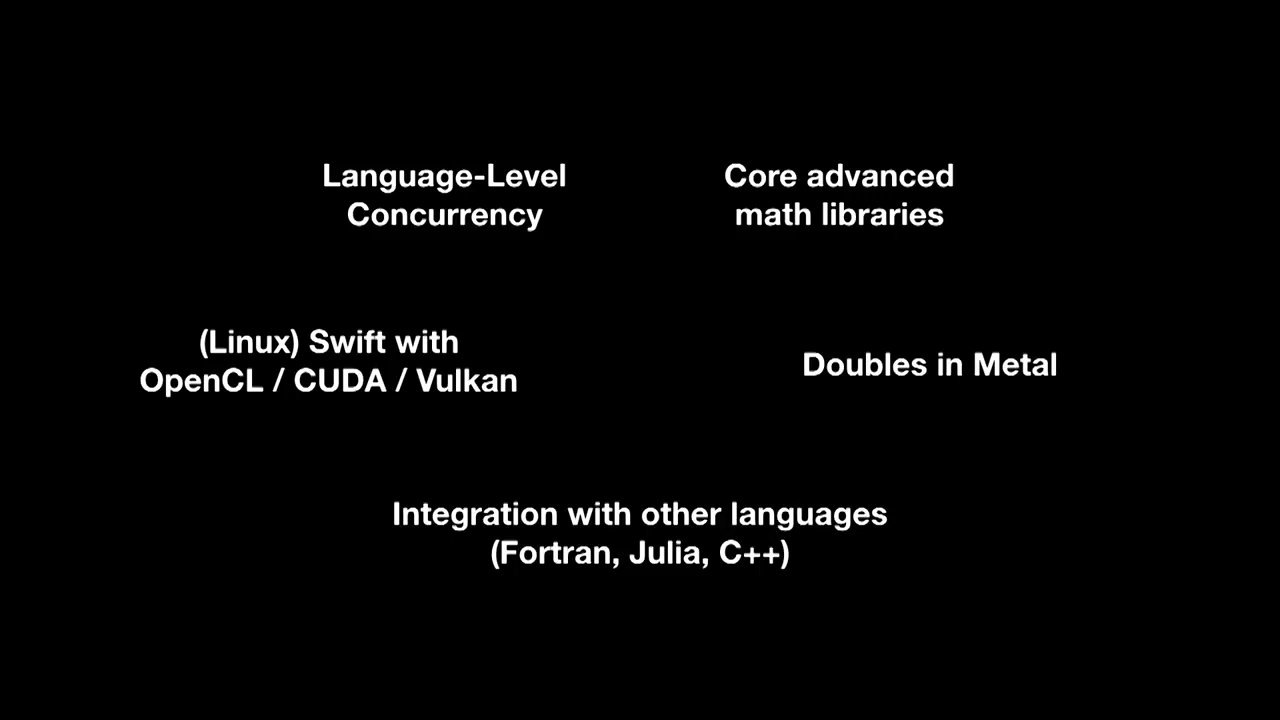 Language-Level
Concurrency
Core advanced
math libraries
(Linux) Swift with
OpenCL / CUDA / Vulkan
Doubles in Metal
Integration with other languages
(Fortran, Julia, C++)